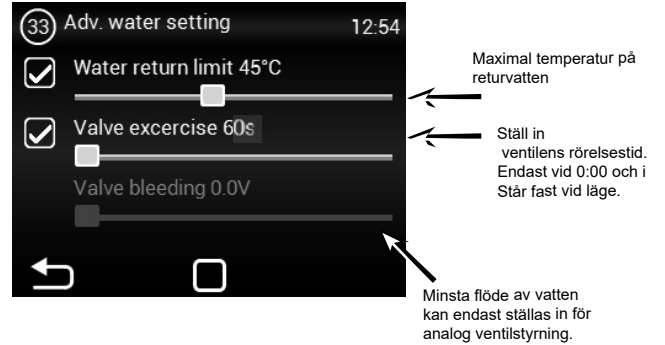 33 Adv. water setting 12:54
Water return limit 45°C
Valve excercise 60s
Valve bleeding 0.0V
Maximal temperatur på
returvatten
Ställ in
ventilens rörelsestid.
Endast vid 0:00 och i
Står fast vid läge.
Minsta flöde av vatten
kan endast ställas in för
analog ventilstyrning.